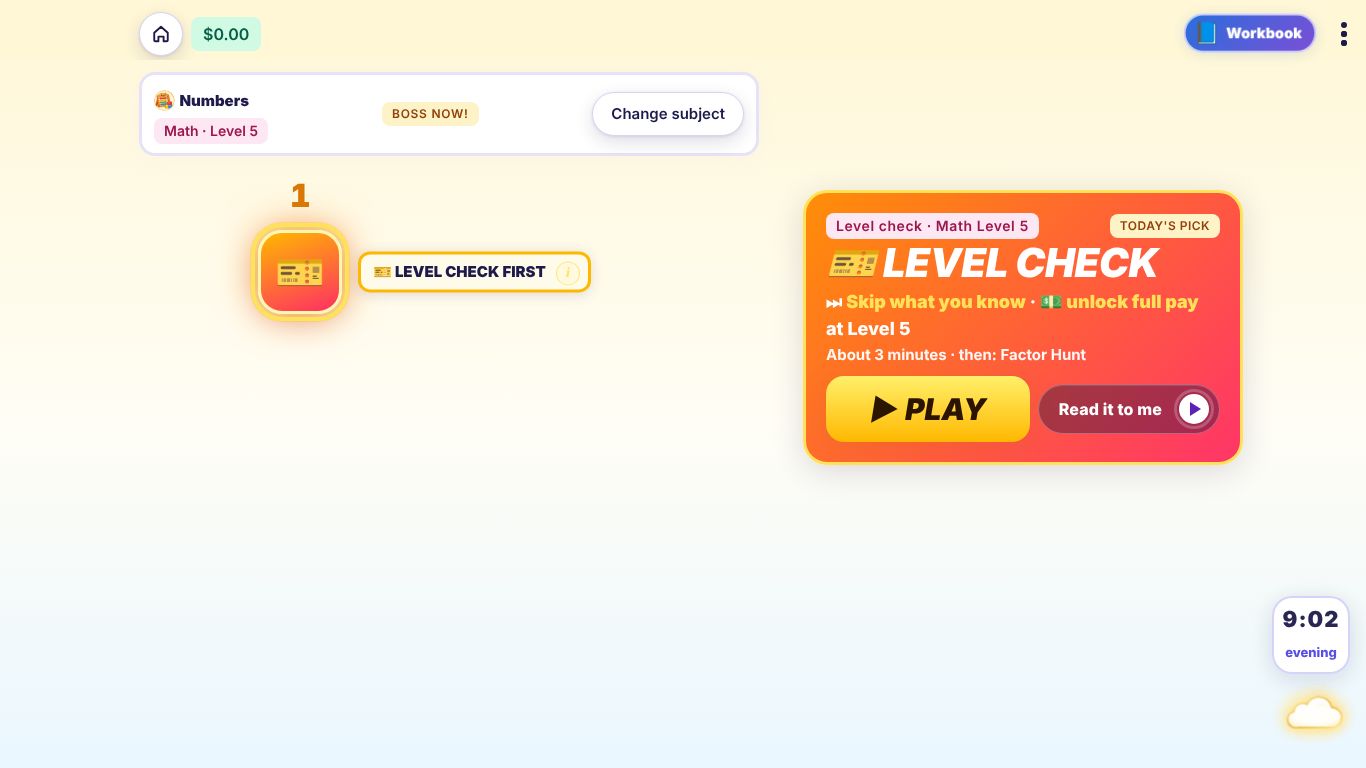 $0.00
📘 Workbook
Numbers
Math · Level 5
BOSS NOW!
Change subject
1
🎫 LEVEL CHECK FIRST i
Level check · Math Level 5
TODAY'S PICK
🎫 LEVEL CHECK
⏭ Skip what you know · 💵 unlock full pay
at Level 5
About 3 minutes · then: Factor Hunt
▶ PLAY
Read it to me
9:02
evening